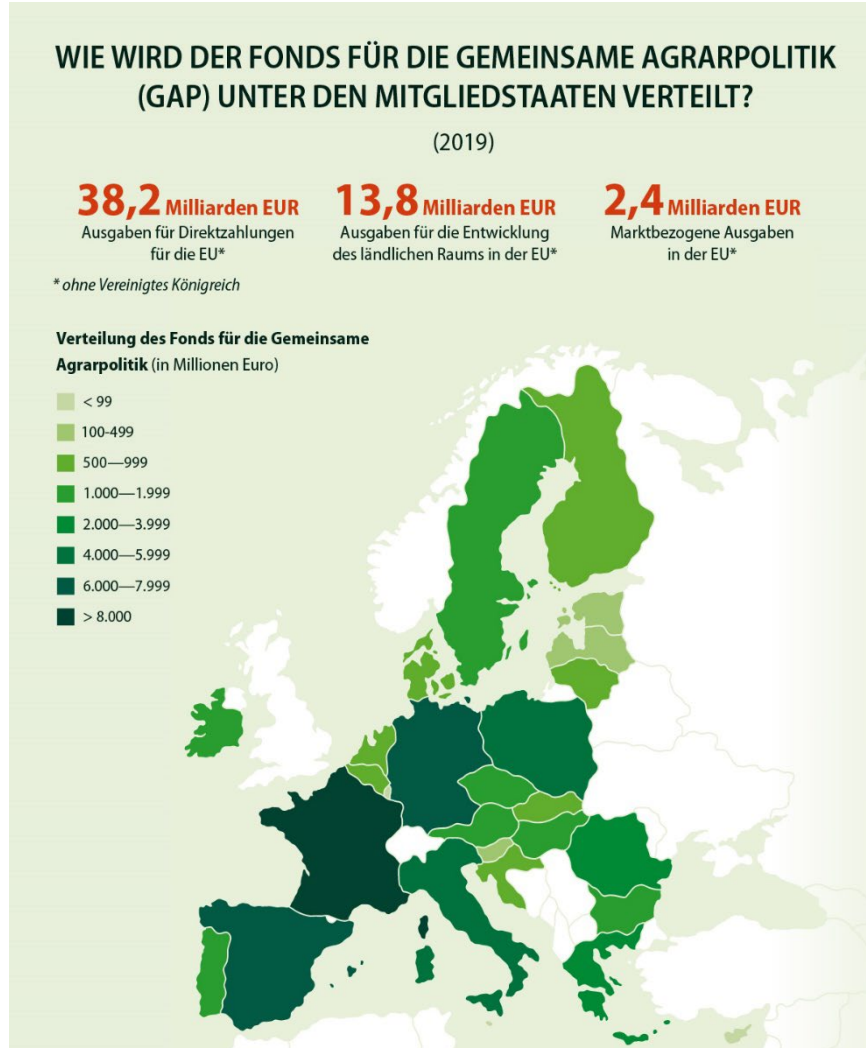 WIE WIRD DER FONDS FÜR DIE GEMEINSAME AGRARPOLITIK
(GAP) UNTER DEN MITGLIEDSTAATEN VERTEILT?
(2019)
38,2 Milliarden EUR
Ausgaben für Direktzahlungen
für die EU*
13,8 Milliarden EUR
Ausgaben für die Entwicklung
des ländlichen Raums in der EU*
2,4 Milliarden EUR
Marktbezogene Ausgaben
in der EU*
* ohne Vereinigtes Königreich
Verteilung des Fonds für die Gemeinsame
Agrarpolitik (in Millionen Euro)
< 99
100-499
500—999
1.000—1.999
2.000—3.999
4.000—5.999
6.000—7.999
> 8.000